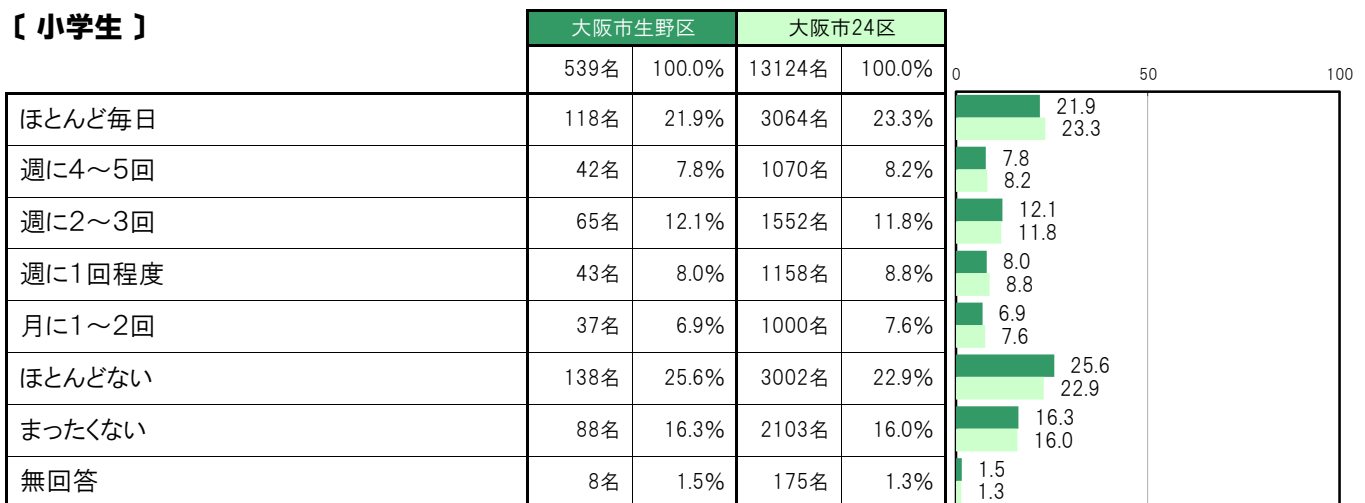 〔 小学生 〕
大阪市生野区 大阪市24区
539名 100.0% 13124名 100.0% 0 50 100
ほとんど毎日 118名 21.9% 3064名 23.3% 21.9
23.3
週に4～5回 42名 7.8% 1070名 8.2% 7.8
8.2
週に2～3回 65名 12.1% 1552名 11.8% 12.1
11.8
週に1回程度 43名 8.0% 1158名 8.8% 8.0
8.8
月に1～2回 37名 6.9% 1000名 7.6% 6.9
7.6
ほとんどない 138名 25.6% 3002名 22.9% 25.6
22.9
まったくない 88名 16.3% 2103名 16.0% 16.3
16.0
無回答 8名 1.5% 175名 1.3% 1.5
1.3